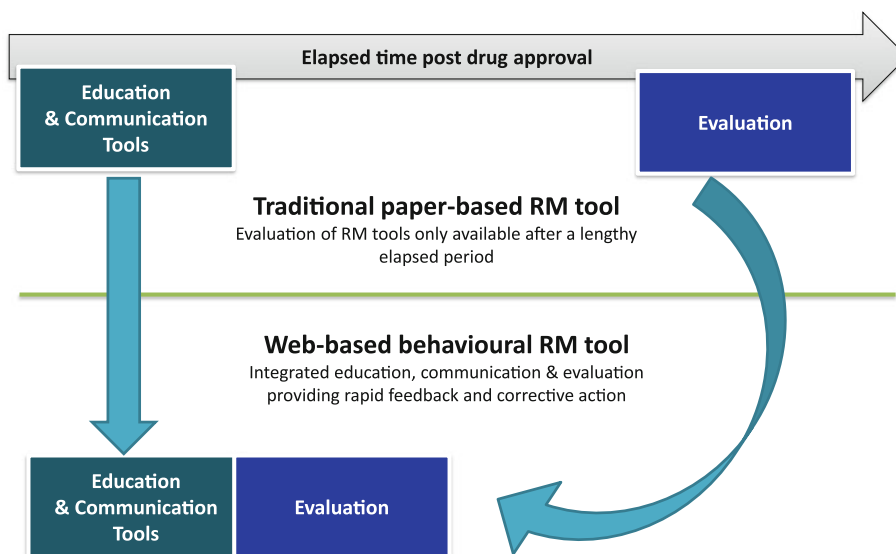 Elapsed time post drug approval
Education
& Communication
Tools
Evaluation
Traditional paper-based RM tool
Evaluation of RM tools only available after a lengthy
elapsed period
Web-based behavioural RM tool
Integrated education, communication & evaluation
providing rapid feedback and corrective action
Education
& Communication
Tools
Evaluation